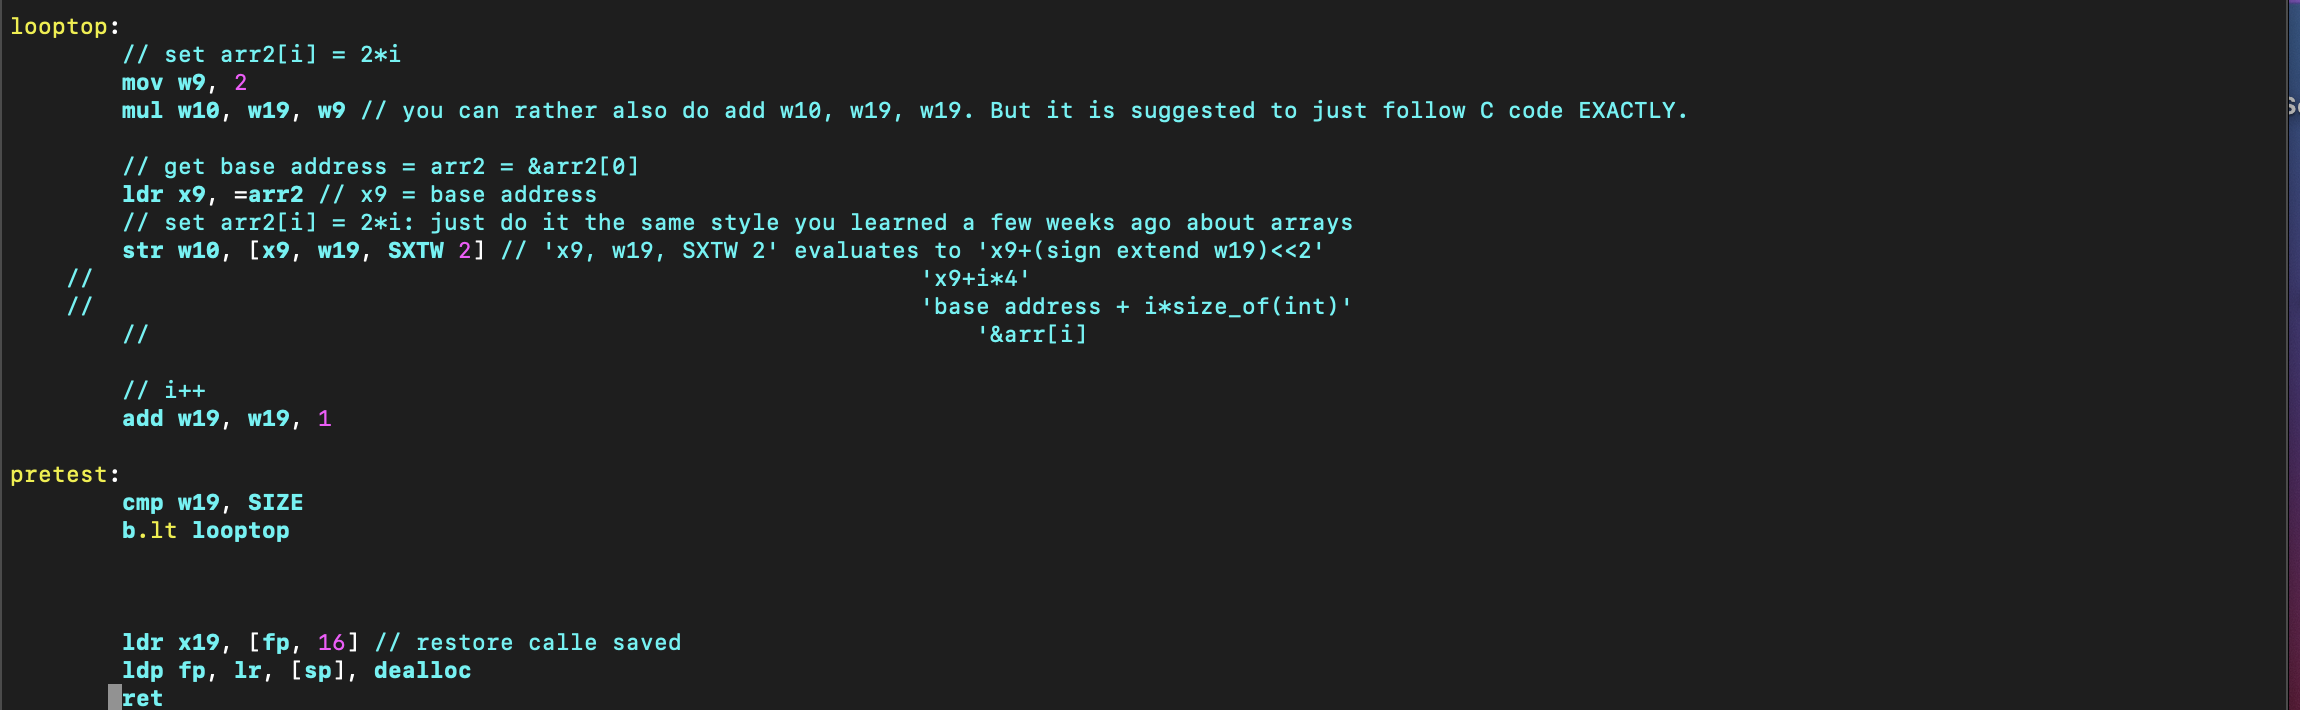 looptop:
        // set arr2[i] = 2*i
        mov w9, 2
        mul w10, w19, w9 // you can rather also do add w10, w19, w19. But it is suggested to just follow C code EXACTLY.
        // get base address = arr2 = &arr2[0]
        ldr x9, =arr2 // x9 = base address
        // set arr2[i] = 2*i: just do it the same style you learned a few weeks ago about arrays
        str w10, [x9, w19, SXTW 2] // 'x9, w19, SXTW 2' evaluates to 'x9+(sign extend w19)<<2'
    //                                                           'x9+i*4'
    //                                                           'base address + i*size_of(int)'
        //                                                           '&arr[i]
        // i++
        add w19, w19, 1
pretest:
        cmp w19, SIZE
        b.lt looptop
        ldr x19, [fp, 16] // restore calle saved
        ldp fp, lr, [sp], dealloc
        ret